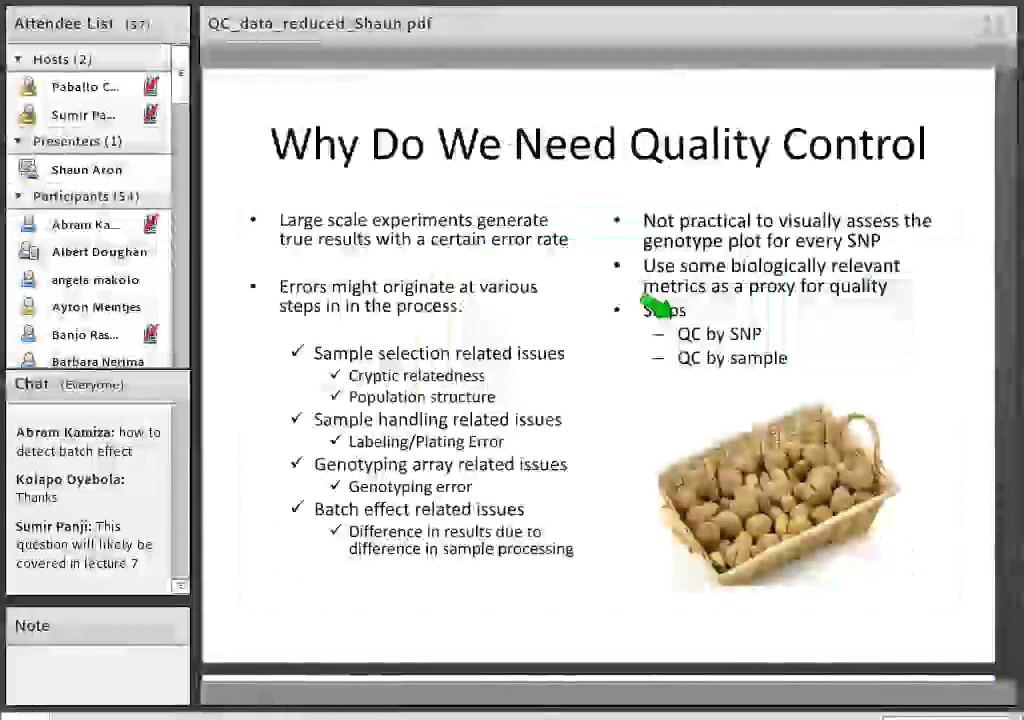 Attendee List (57)
Hosts (2)
Paballo C...
Sumir Pa...
Presenters (1)
Shaun Aron
Participants (54)
Abram Ka...
Albert Doughan
angela makolo
Ayton Meintjes
Banjo Ras...
Barbara Nerima
Chat (Everyone)
Abram Kamiza: how to
detect batch effect
Kolapo Oyebola:
Thanks
Sumir Panji: This
question will likely be
covered in lecture 7
Note
QC_data_reduced_Shaun.pdf
Why Do We Need Quality Control
• Large scale experiments generate
true results with a certain error rate
• Errors might originate at various
steps in in the process:
✓ Sample selection related issues
✓ Cryptic relatedness
✓ Population structure
✓ Sample handling related issues
✓ Labeling/Plating Error
✓ Genotyping array related issues
✓ Genotyping error
✓ Batch effect related issues
✓ Difference in results due to
difference in sample processing
• Not practical to visually assess the
genotype plot for every SNP
• Use some biologically relevant
metrics as a proxy for quality
• Steps
– QC by SNP
– QC by sample